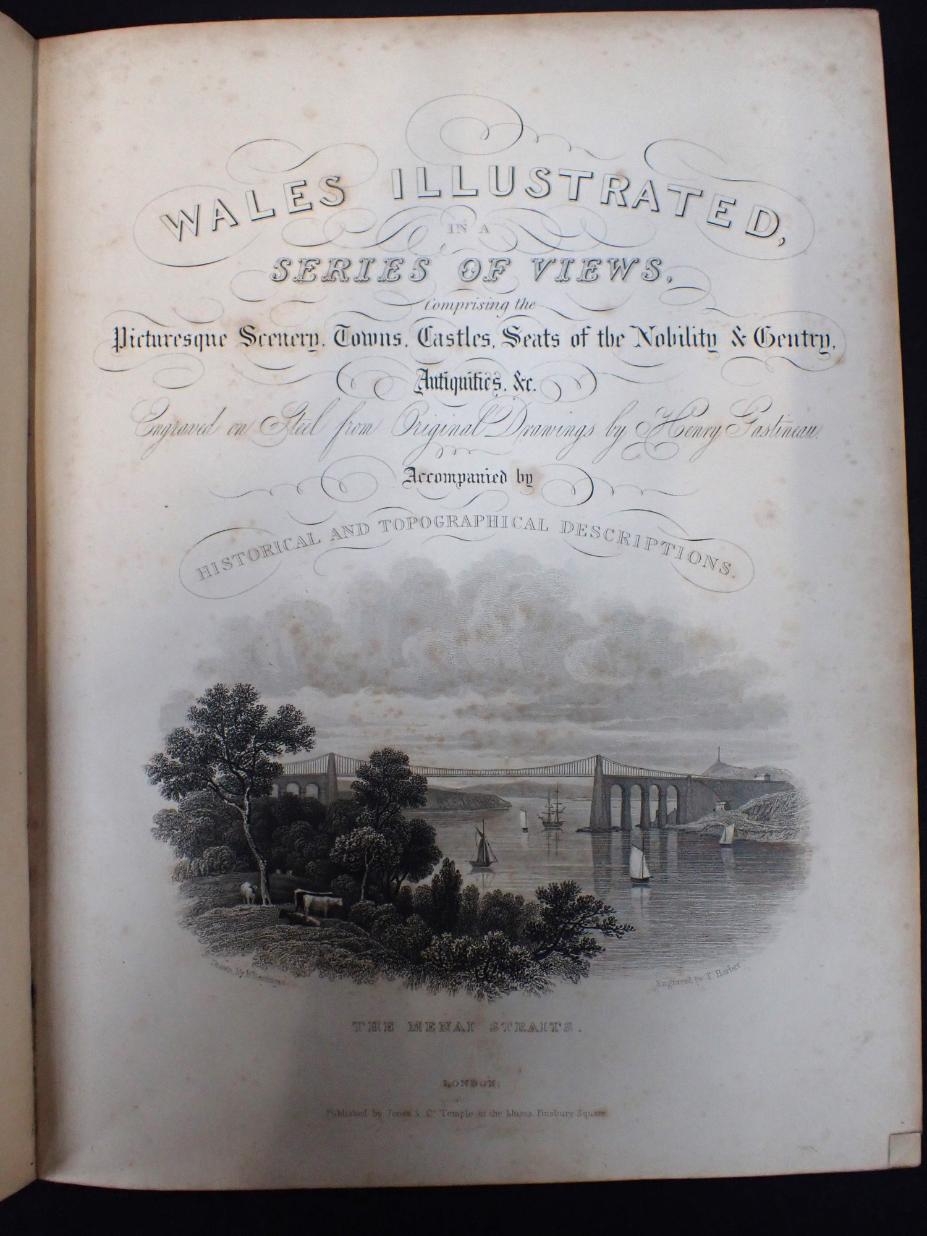 WALES ILLUSTRATED,
IN A
SERIES OF VIEWS,
Comprising the
Picturesque Scenery, Towns, Castles, Seats of the Nobility & Gentry,
Antiquities, &c.
Engraved on Steel from Original Drawings by Henry Gastineau.
Accompanied by
HISTORICAL AND TOPOGRAPHICAL DESCRIPTIONS.
Drawn by
Engraved by T. Barber
THE MENAI STRAITS.
LONDON:
Published by Jones & Co. Temple of the Muses, Finsbury Square.